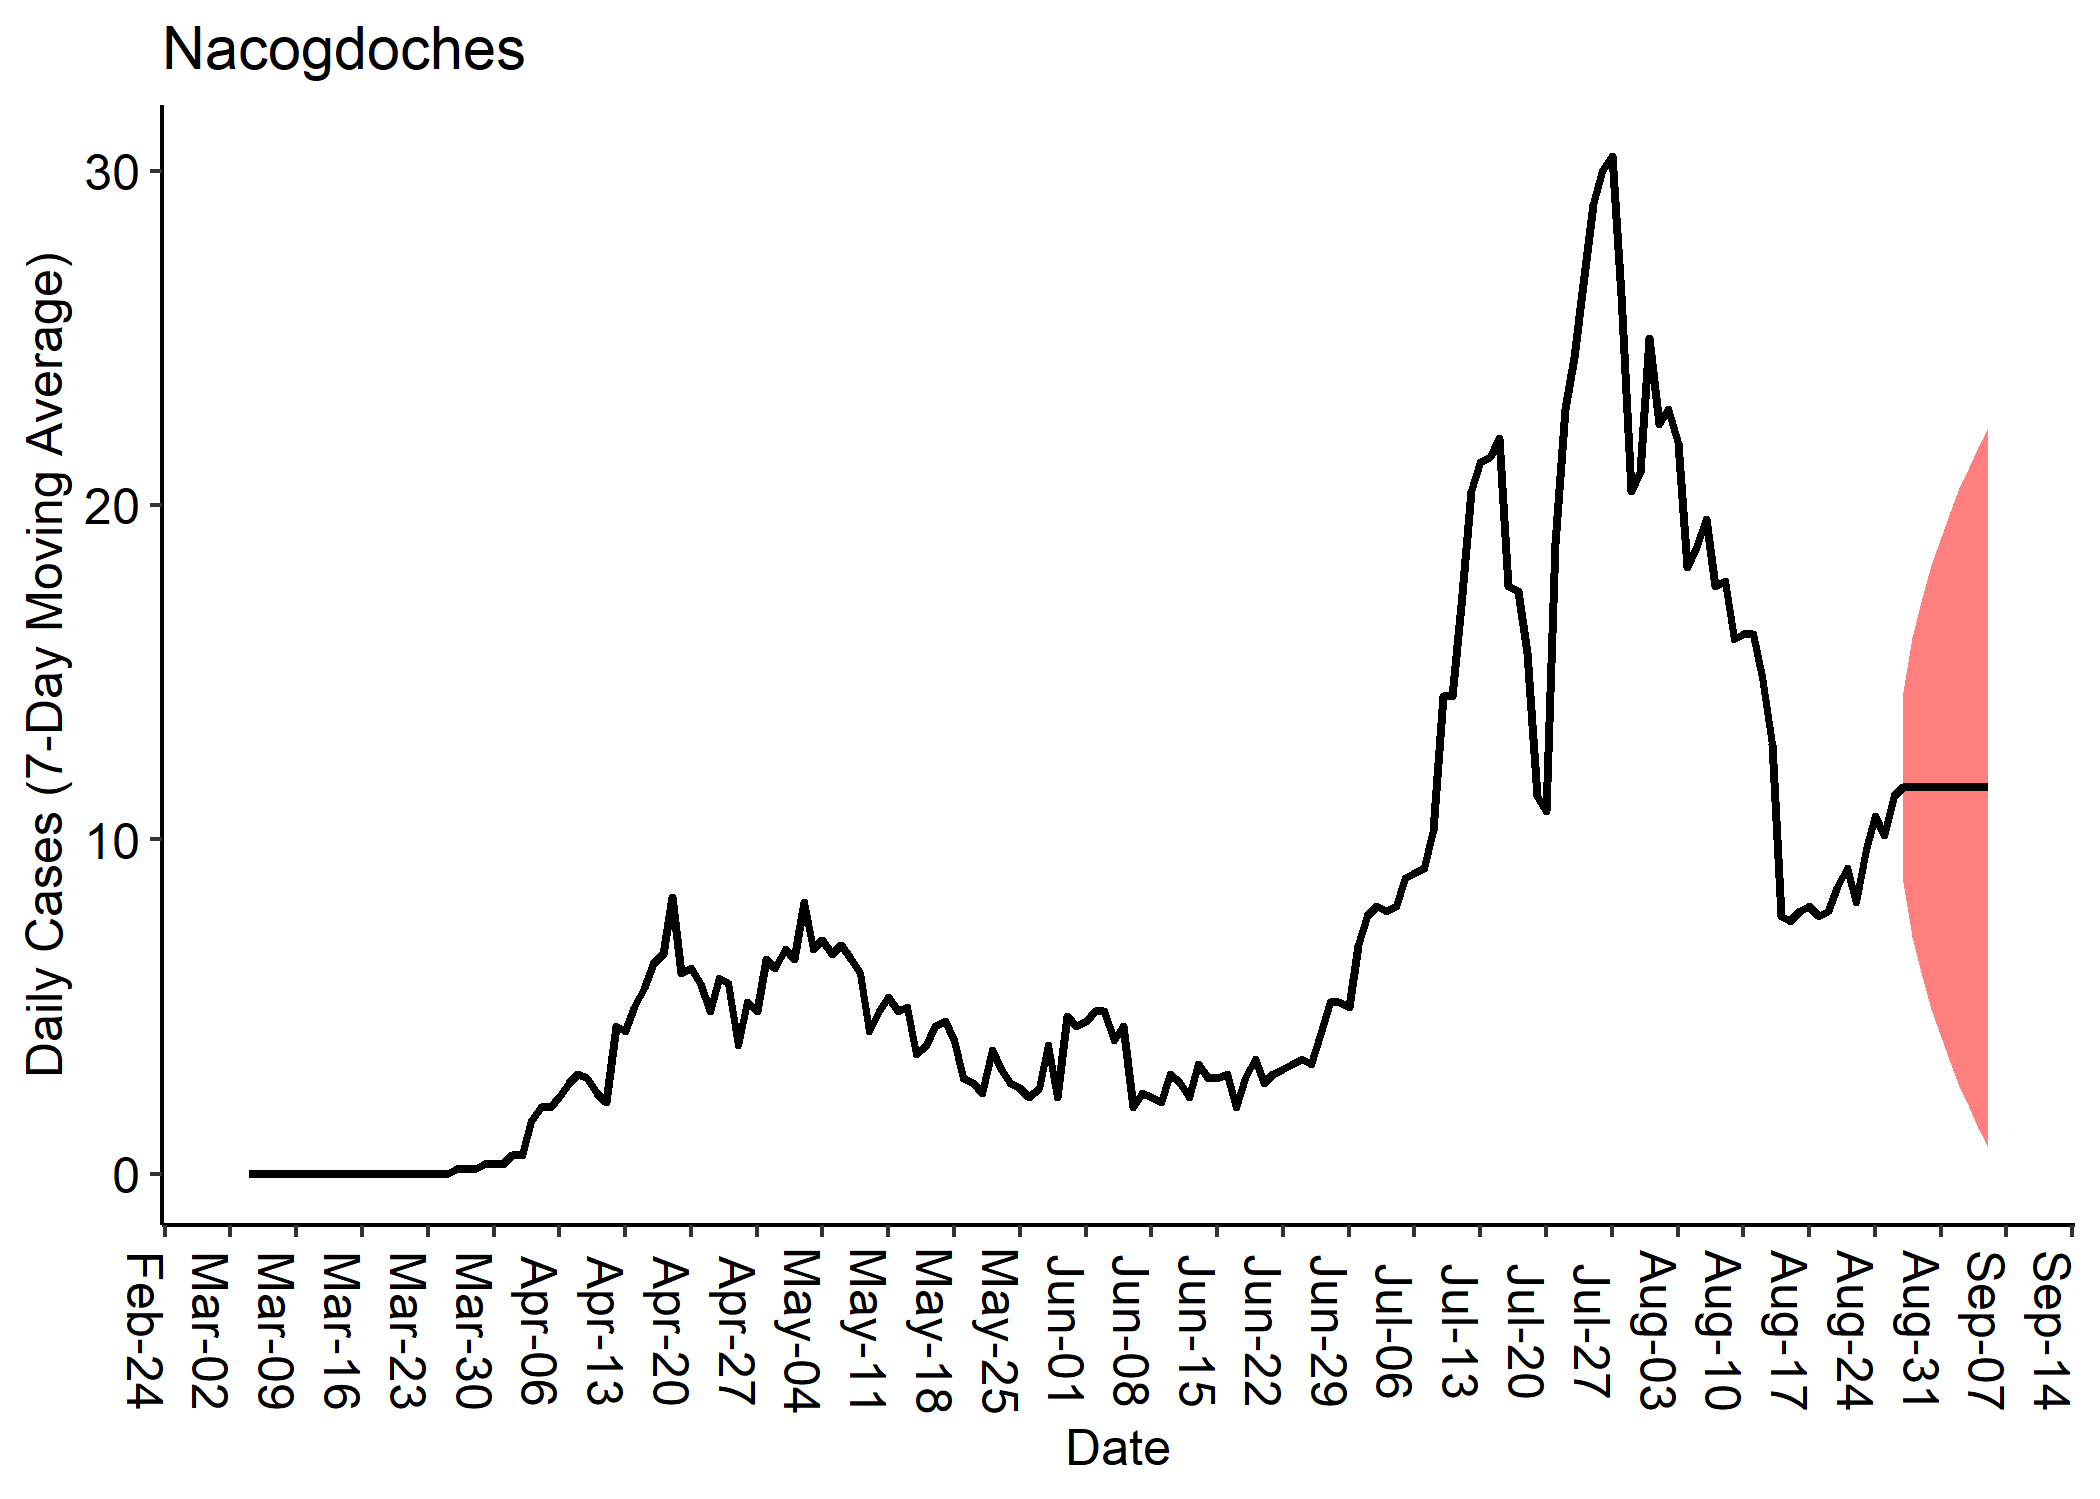 Nacogdoches
Daily Cases (7-Day Moving Average)
30
20
10
0
Feb-24
Mar-02
Mar-09
Mar-16
Mar-23
Mar-30
Apr-06
Apr-13
Apr-20
Apr-27
May-04
May-11
May-18
May-25
Jun-01
Jun-08
Jun-15
Jun-22
Jun-29
Jul-06
Jul-13
Jul-20
Jul-27
Aug-03
Aug-10
Aug-17
Aug-24
Aug-31
Sep-07
Sep-14
Date